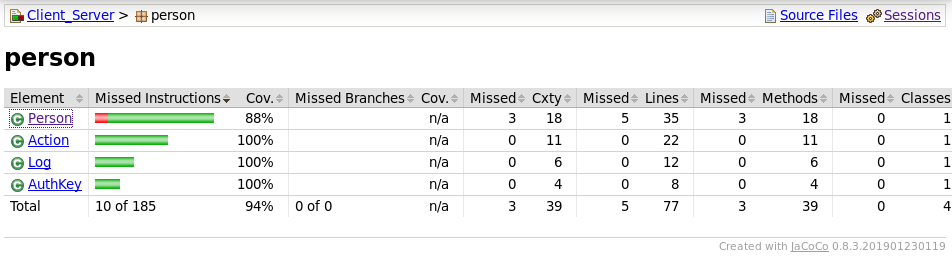 Client_Server > person Source Files Sessions
person
Element Missed Instructions Cov. Missed Branches Cov. Missed Cxty Missed Lines Missed Methods Missed Classes
Person 88% n/a 3 18 5 35 3 18 0 1
Action 100% n/a 0 11 0 22 0 11 0 1
Log 100% n/a 0 6 0 12 0 6 0 1
AuthKey 100% n/a 0 4 0 8 0 4 0 1
Total 10 of 185 94% 0 of 0 n/a 3 39 5 77 3 39 0 4
Created with JaCoCo 0.8.3.201901230119